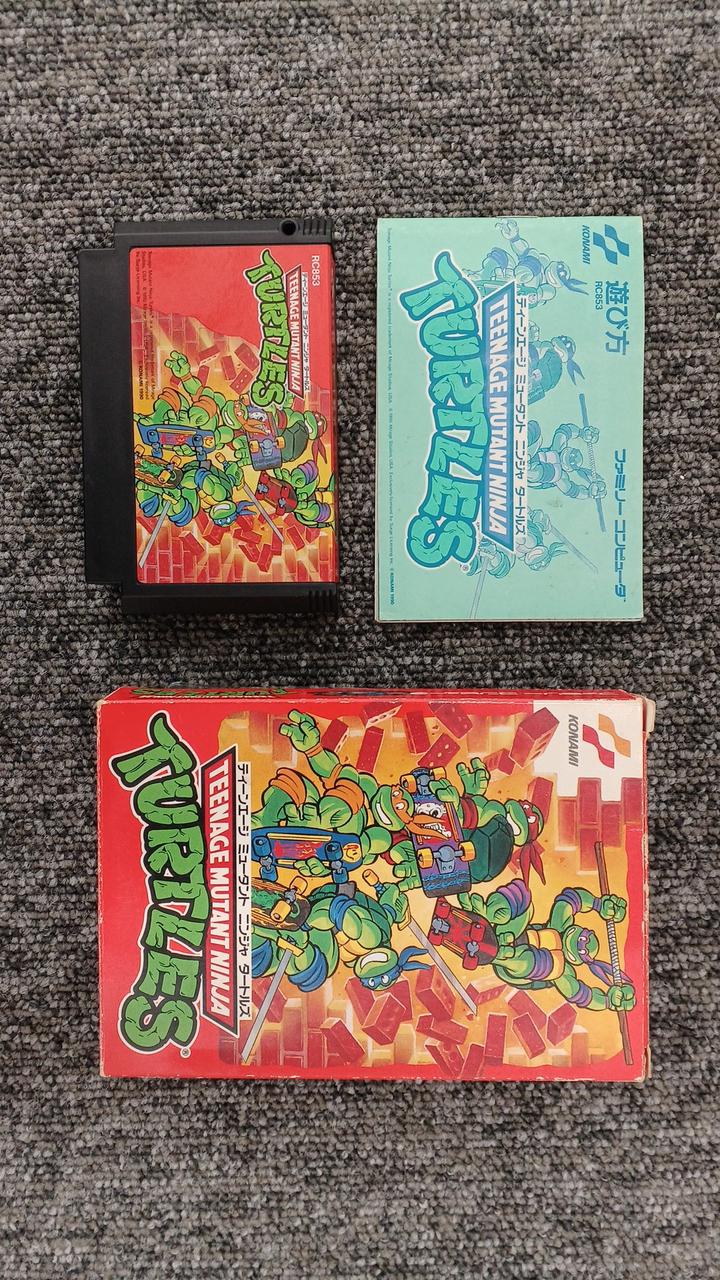 RC853
ティーンエージ ミュータント ニンジャ タートルズ
TEENAGE MUTANT NINJA
TURTLES
© KONAMI 1990
KONAMI
遊び方
RC853
ファミリー コンピュータ
ティーンエージ ミュータント ニンジャ タートルズ
TEENAGE MUTANT NINJA
TURTLES®
© KONAMI 1990
KONAMI
ティーンエージ ミュータント ニンジャ タートルズ
TEENAGE MUTANT NINJA
TURTLES®